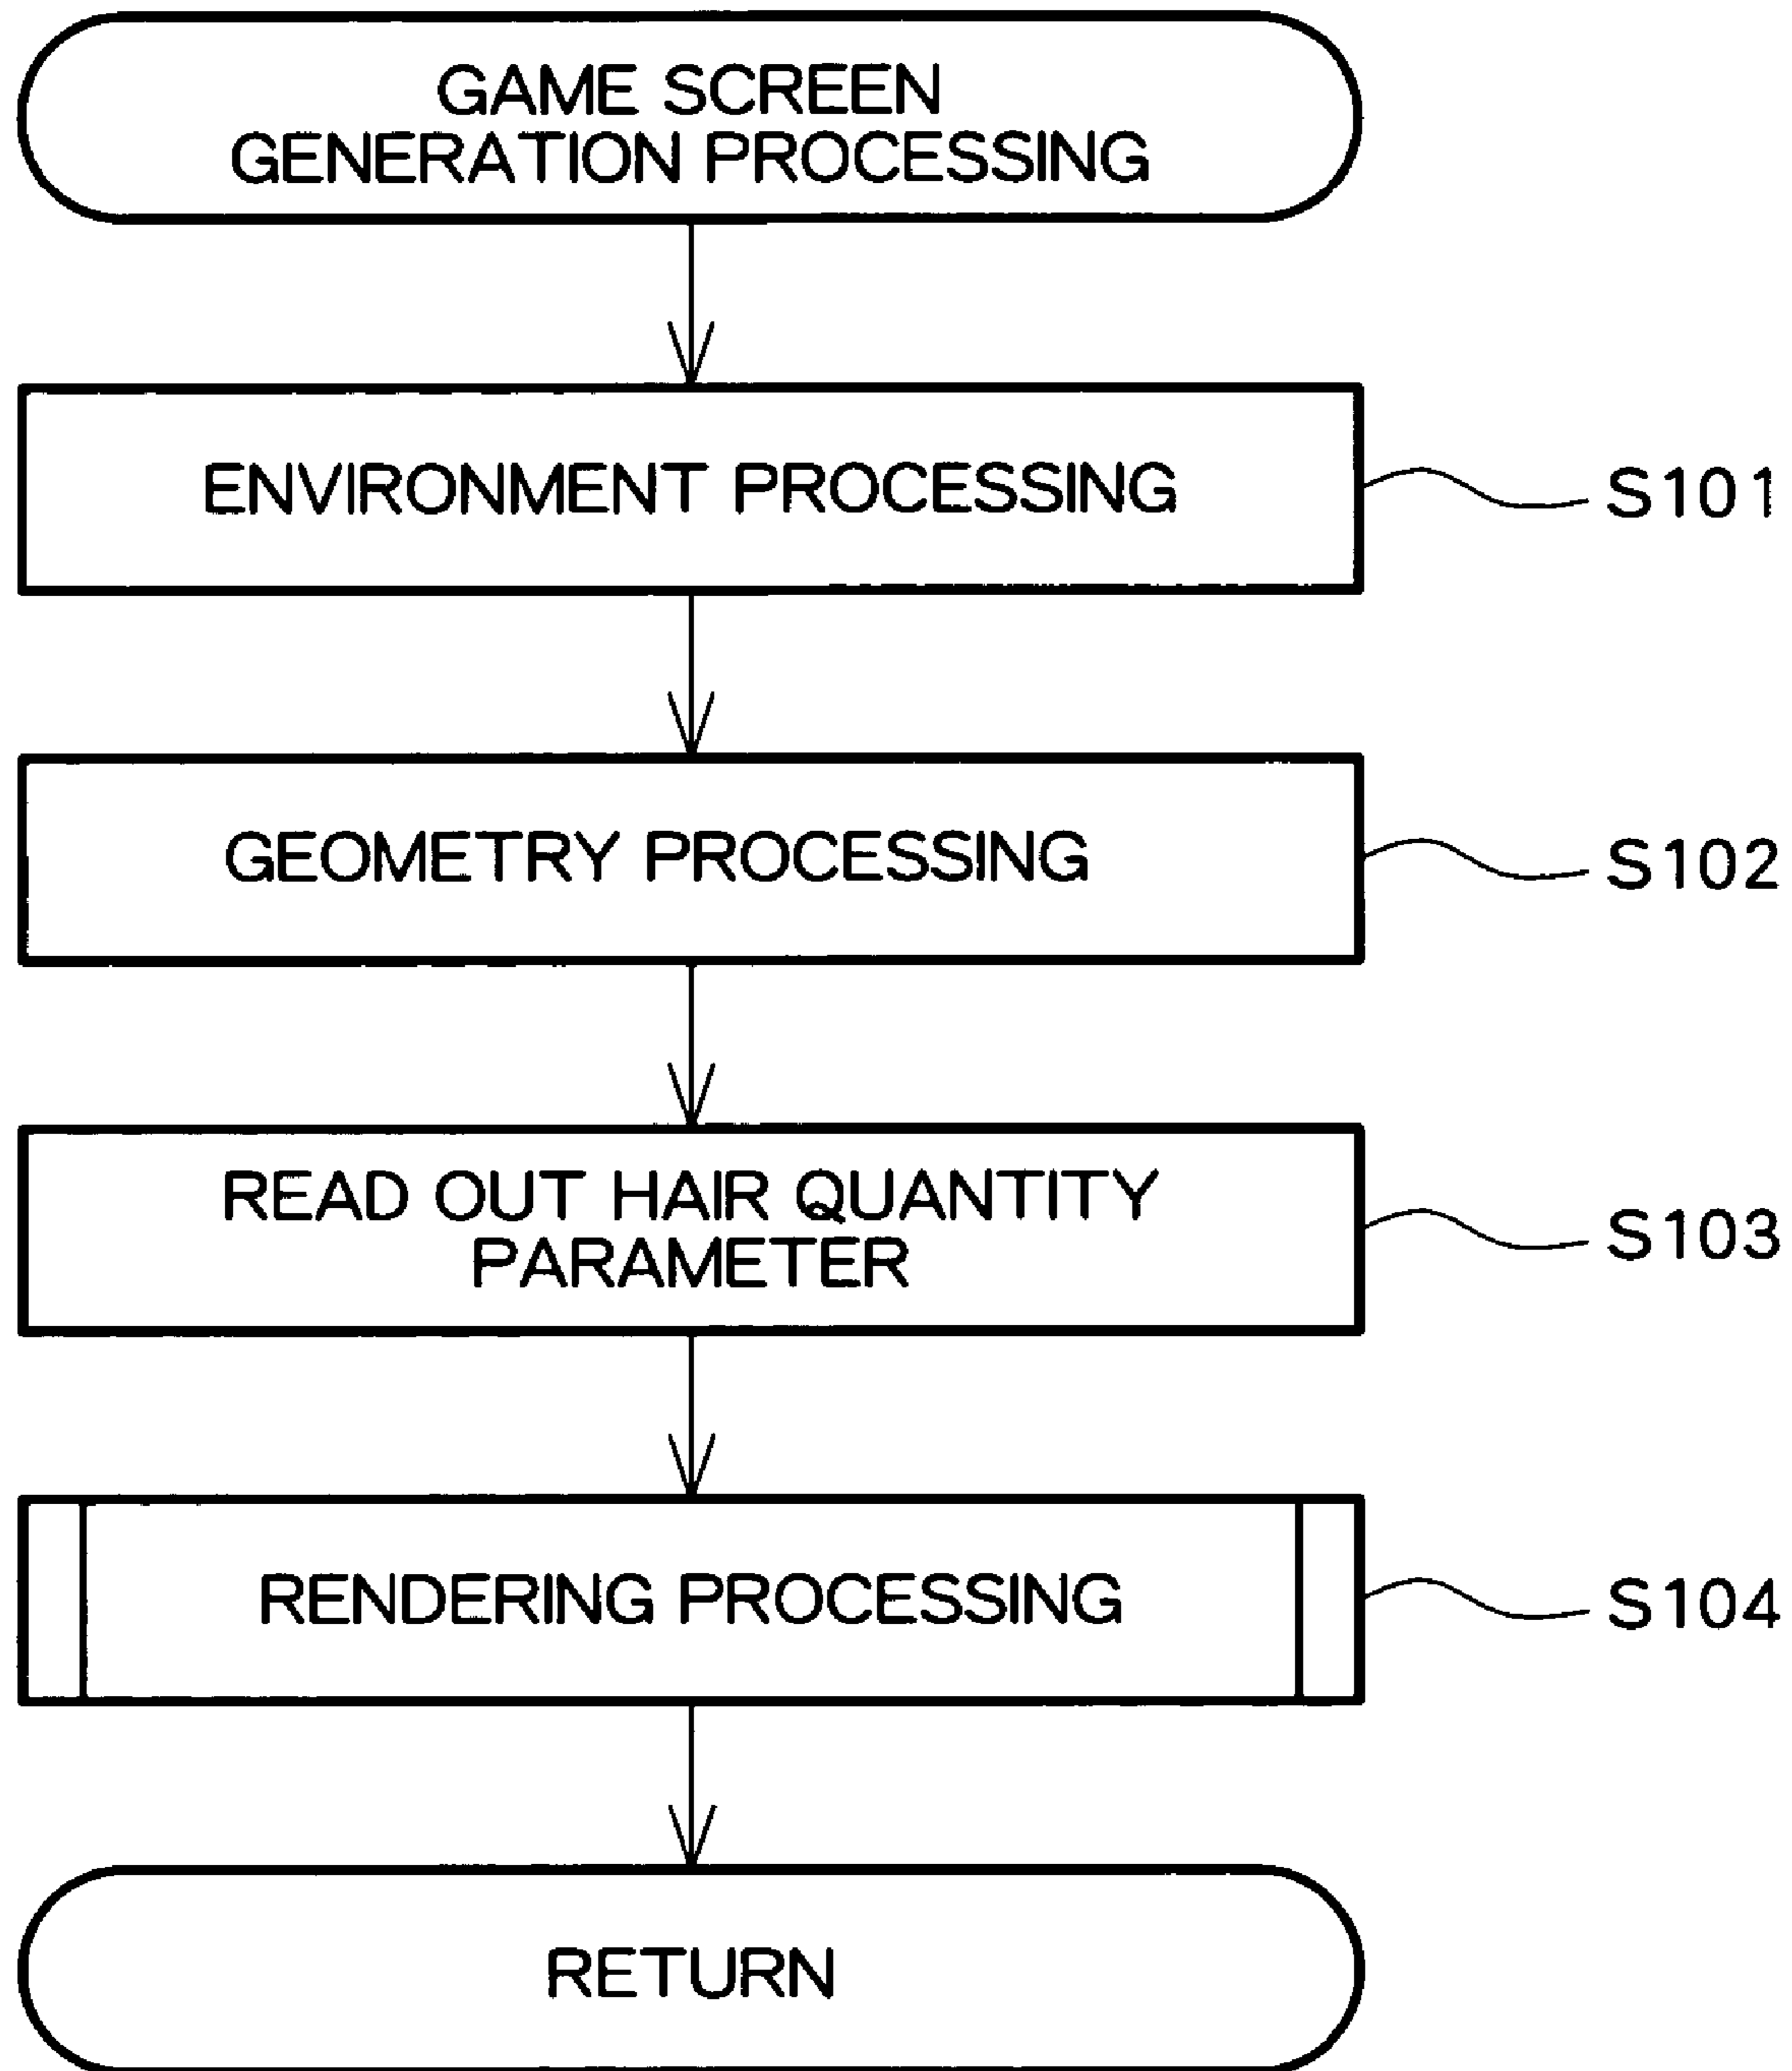 GAME SCREEN
GENERATION PROCESSING
ENVIRONMENT PROCESSING
S101
GEOMETRY PROCESSING
S102
READ OUT HAIR QUANTITY
PARAMETER
S103
RENDERING PROCESSING
S104
RETURN